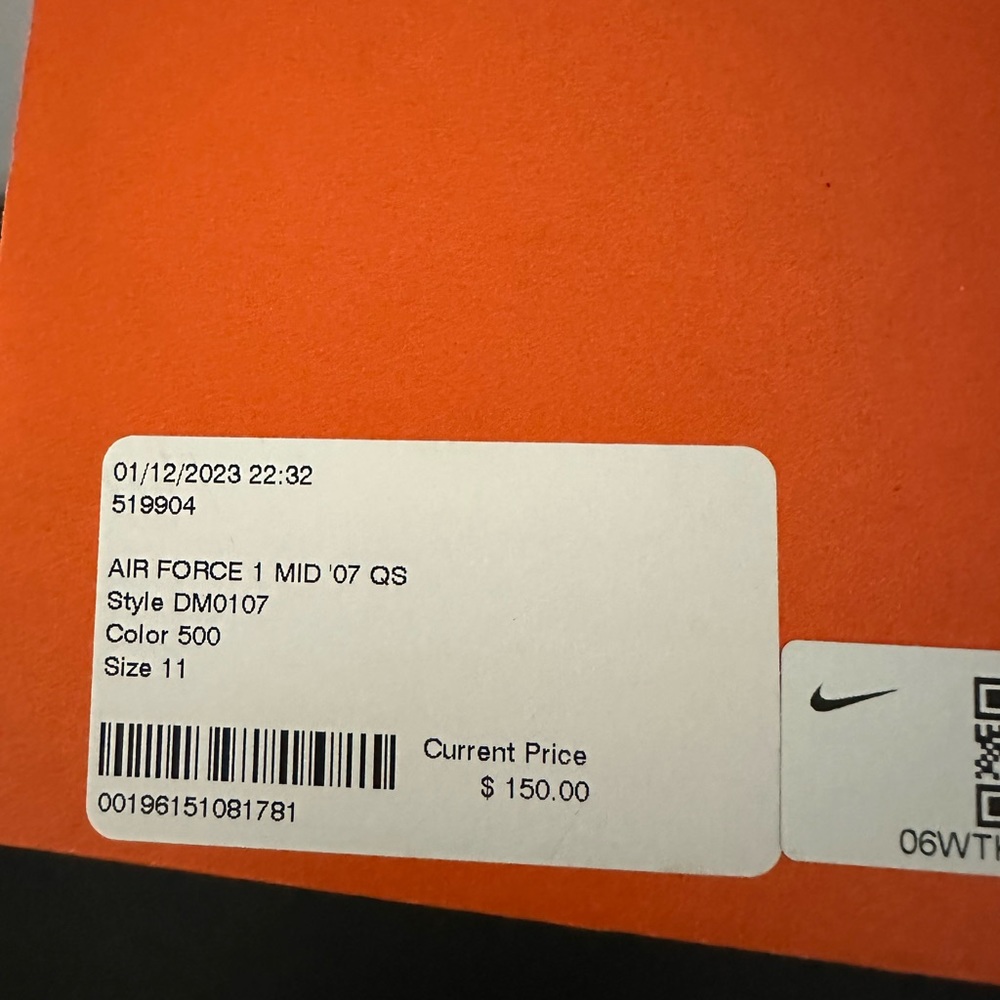 01/12/2023 22:32
519904
AIR FORCE 1 MID '07 QS
Style DM0107
Color 500
Size 11
00196151081781
Current Price
$ 150.00